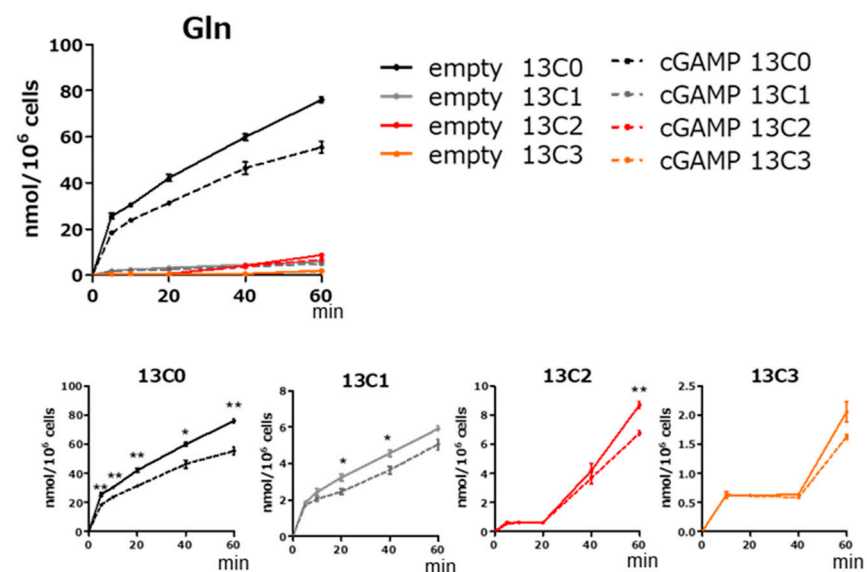 Gln
nmol/10⁶ cells
100
80
60
40
20
0
0 20 40 60
min
empty 13C0
empty 13C1
empty 13C2
empty 13C3
cGAMP 13C0
cGAMP 13C1
cGAMP 13C2
cGAMP 13C3
13C0
nmol/10⁶ cells
100
80
60
40
20
0
★★ ★★ ★★ ★ ★★
0 20 40 60
min
13C1
nmol/10⁶ cells
8
6
4
2
0
★ ★
0 20 40 60
min
13C2
nmol/10⁶ cells
10
8
6
4
2
0
★★
0 20 40 60
min
13C3
nmol/10⁶ cells
2.5
2.0
1.5
1.0
0.5
0.0
0 20 40 60
min